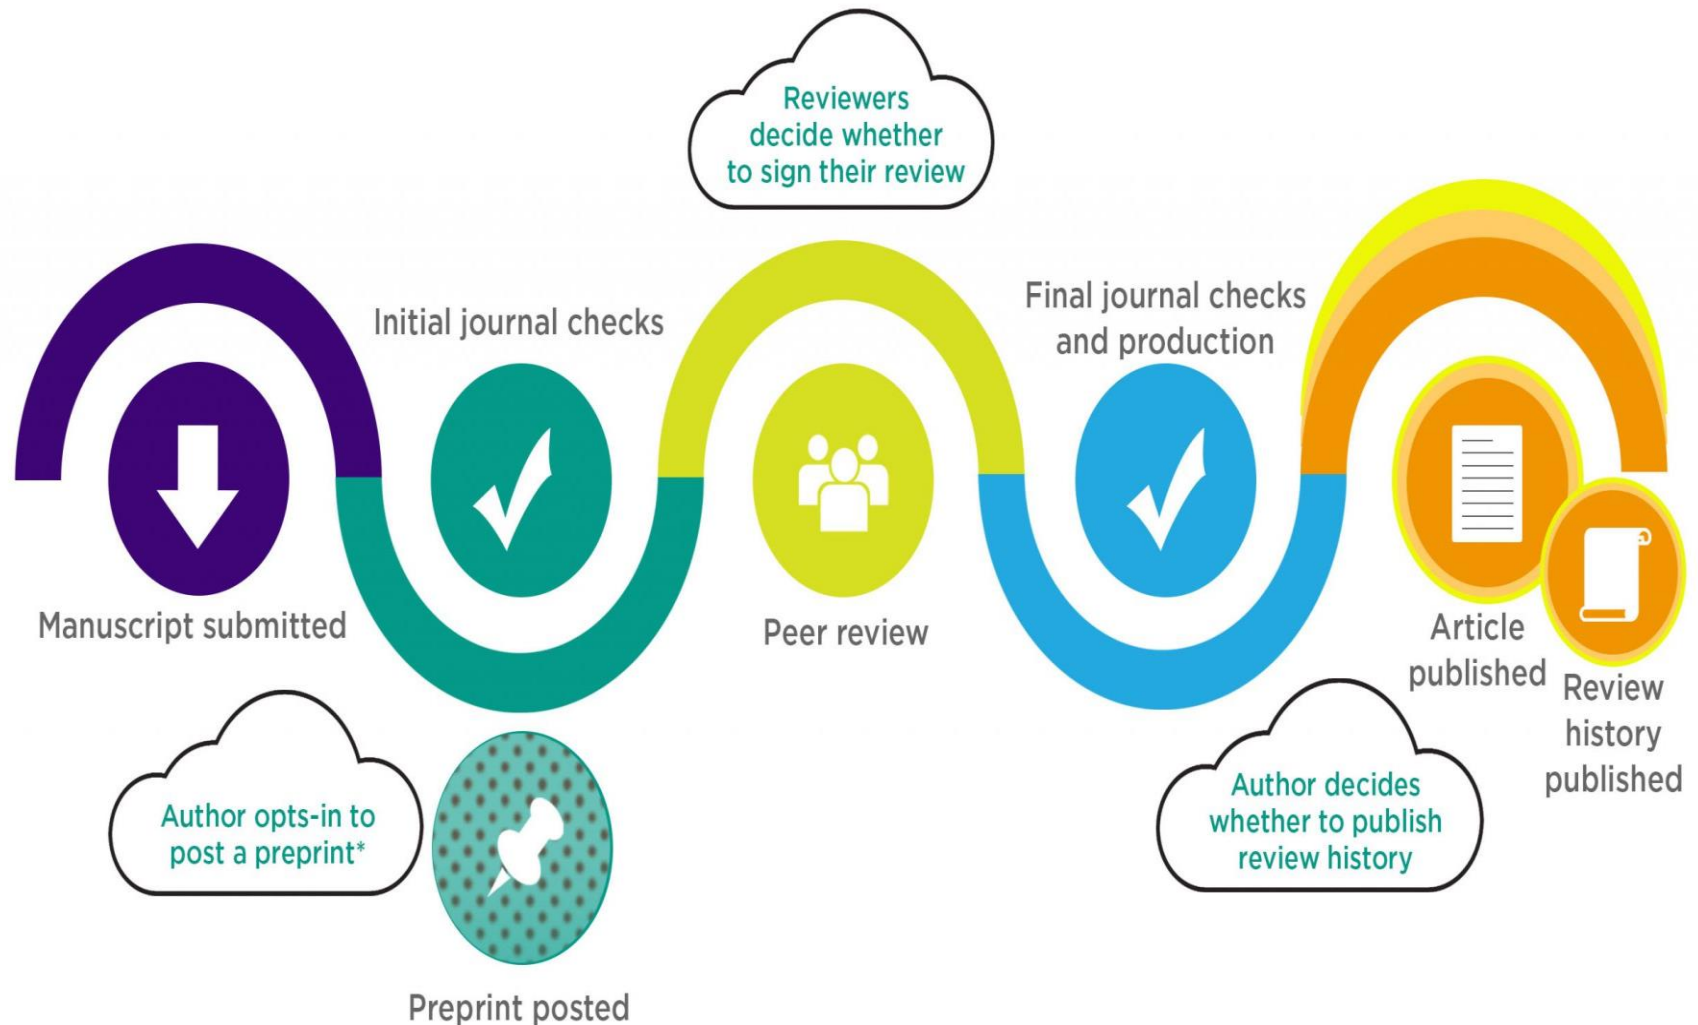 Reviewers
decide whether
to sign their review
Manuscript submitted
Initial journal checks
Peer review
Final journal checks
and production
Article
published
Review
history
published
Author opts-in to
post a preprint*
Preprint posted
Author decides
whether to publish
review history